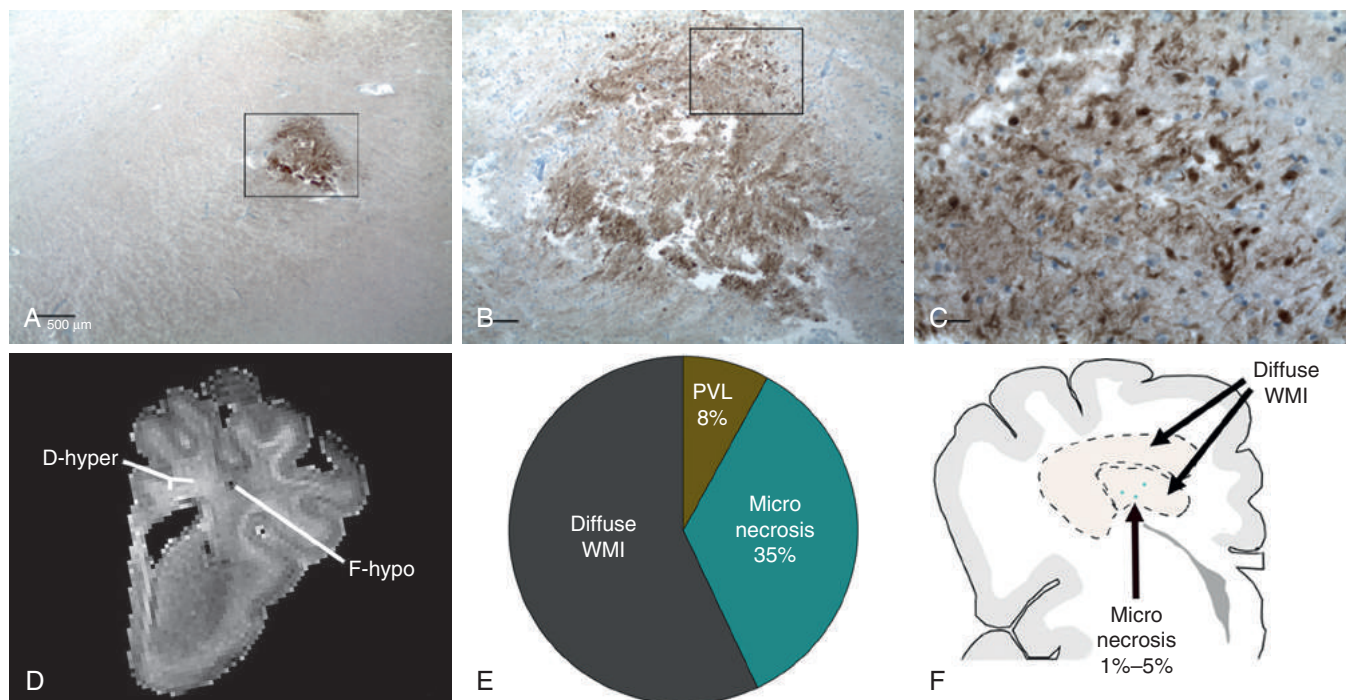 A
500 µm
B
C
D-hyper
F-hypo
D
PVL
8%
Diffuse
WMI
Micro
necrosis
35%
E
Diffuse
WMI
Micro
necrosis
1%–5%
F